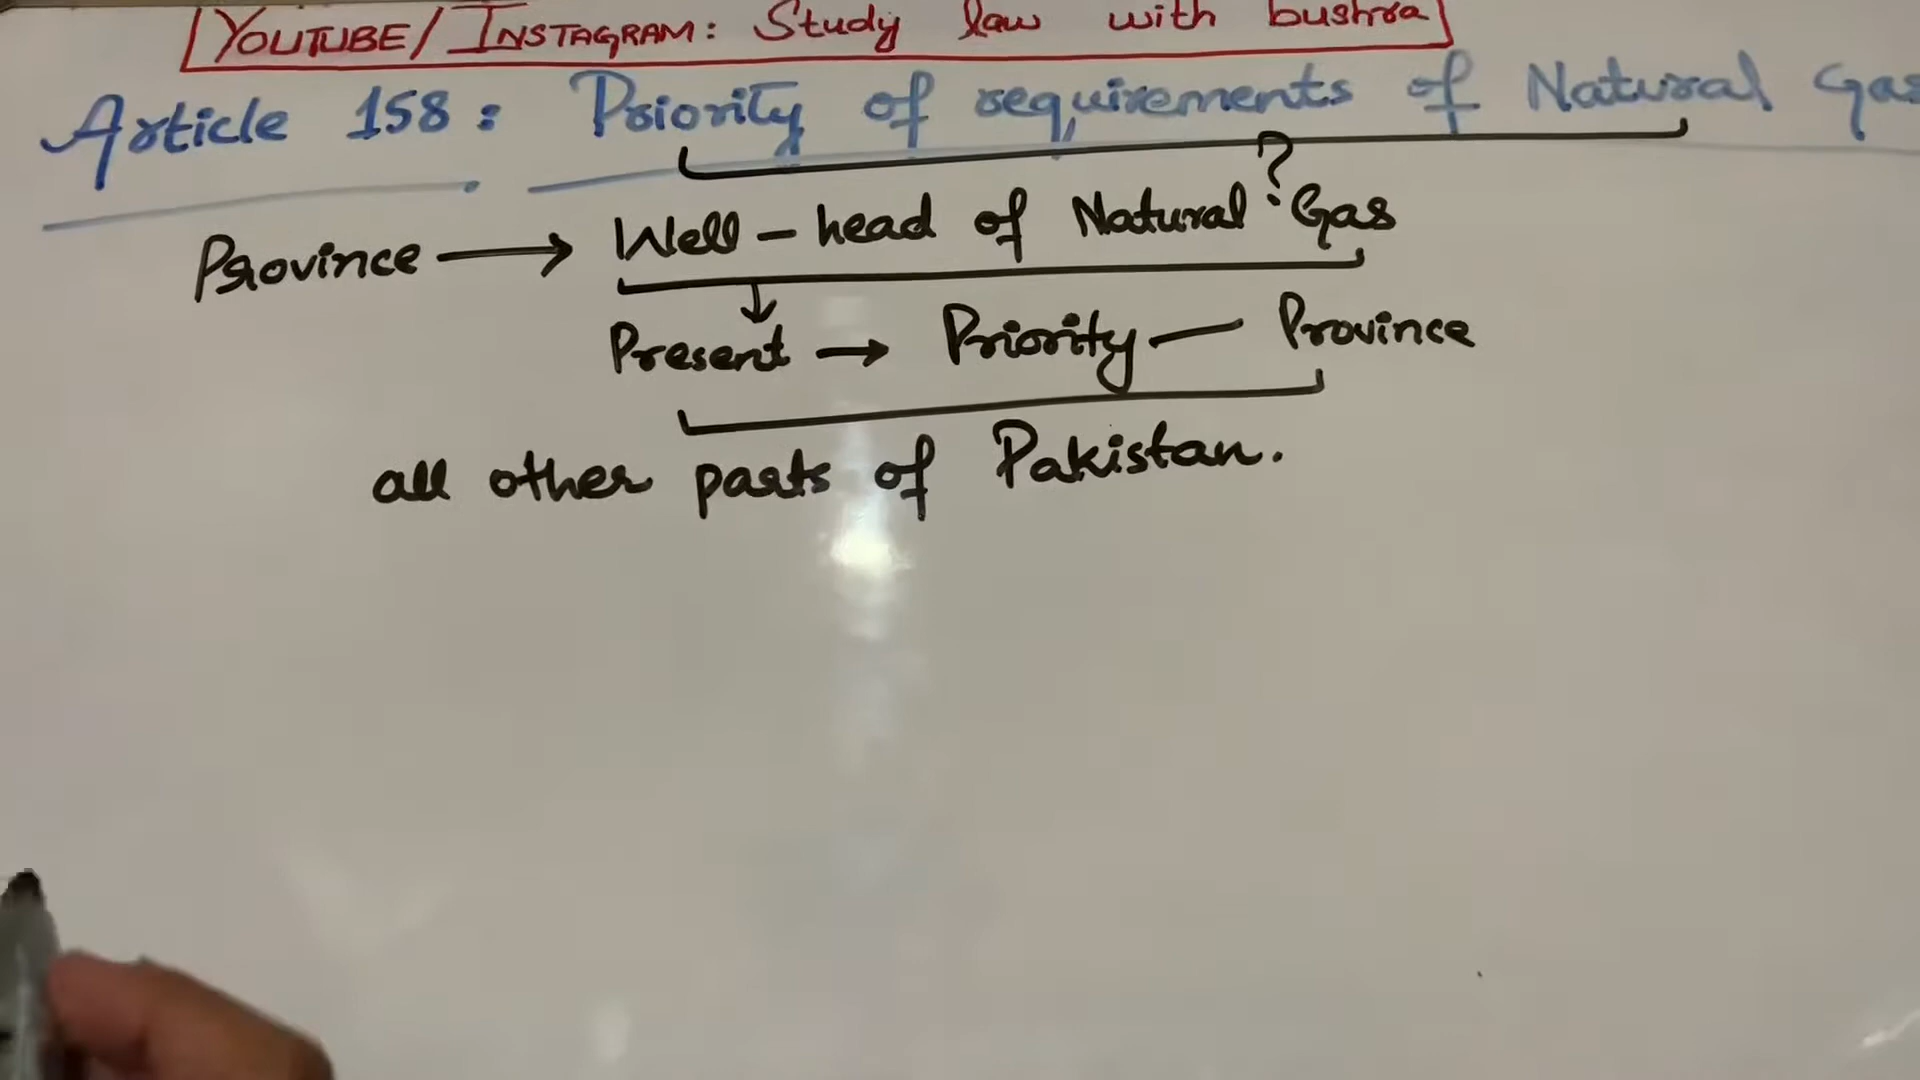 YOUTUBE/INSTAGRAM: Study law with bushra
Article 158: Priority of requirements of Natural Gas
?
Province → Well-head of Natural Gas
Present → Priority — Province
all other parts of Pakistan.